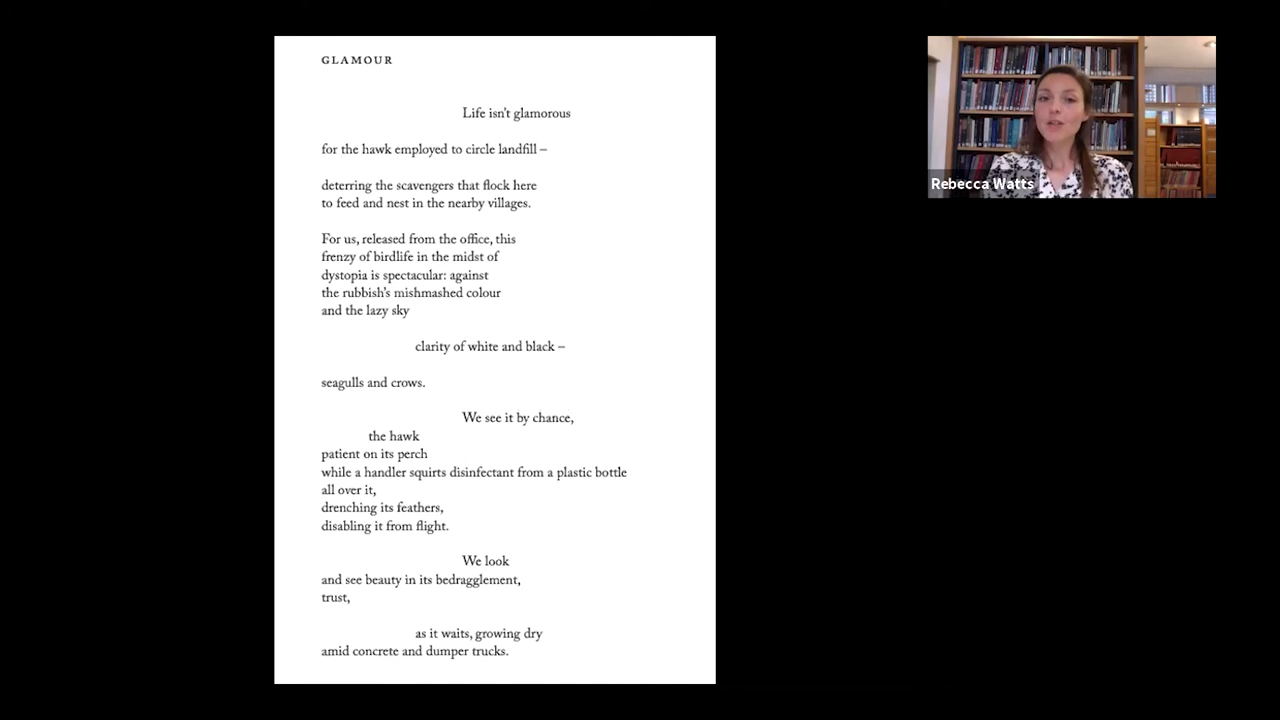 GLAMOUR
Life isn't glamorous
for the hawk employed to circle landfill –
deterring the scavengers that flock here
to feed and nest in the nearby villages.
For us, released from the office, this
frenzy of birdlife in the midst of
dystopia is spectacular: against
the rubbish's mishmashed colour
and the lazy sky
clarity of white and black –
seagulls and crows.
We see it by chance,
the hawk
patient on its perch
while a handler squirts disinfectant from a plastic bottle
all over it,
drenching its feathers,
disabling it from flight.
We look
and see beauty in its bedragglement,
trust,
as it waits, growing dry
amid concrete and dumper trucks.
Rebecca Watts